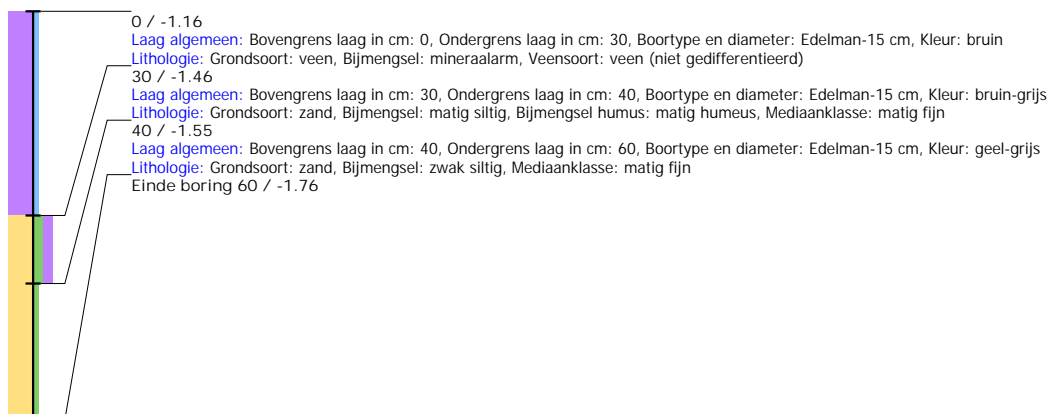 0 / -1.16
Laag algemeen: Bovengrens laag in cm: 0, Ondergrens laag in cm: 30, Boortype en diameter: Edelman-15 cm, Kleur: bruin
Lithologie: Grondsoort: veen, Bijmengsel: mineraalarm, Veensoort: veen (niet gedifferentieerd)
30 / -1.46
Laag algemeen: Bovengrens laag in cm: 30, Ondergrens laag in cm: 40, Boortype en diameter: Edelman-15 cm, Kleur: bruin-grijs
Lithologie: Grondsoort: zand, Bijmengsel: matig siltig, Bijmengsel humus: matig humeus, Mediaanklasse: matig fijn
40 / -1.55
Laag algemeen: Bovengrens laag in cm: 40, Ondergrens laag in cm: 60, Boortype en diameter: Edelman-15 cm, Kleur: geel-grijs
Lithologie: Grondsoort: zand, Bijmengsel: zwak siltig, Mediaanklasse: matig fijn
Einde boring 60 / -1.76